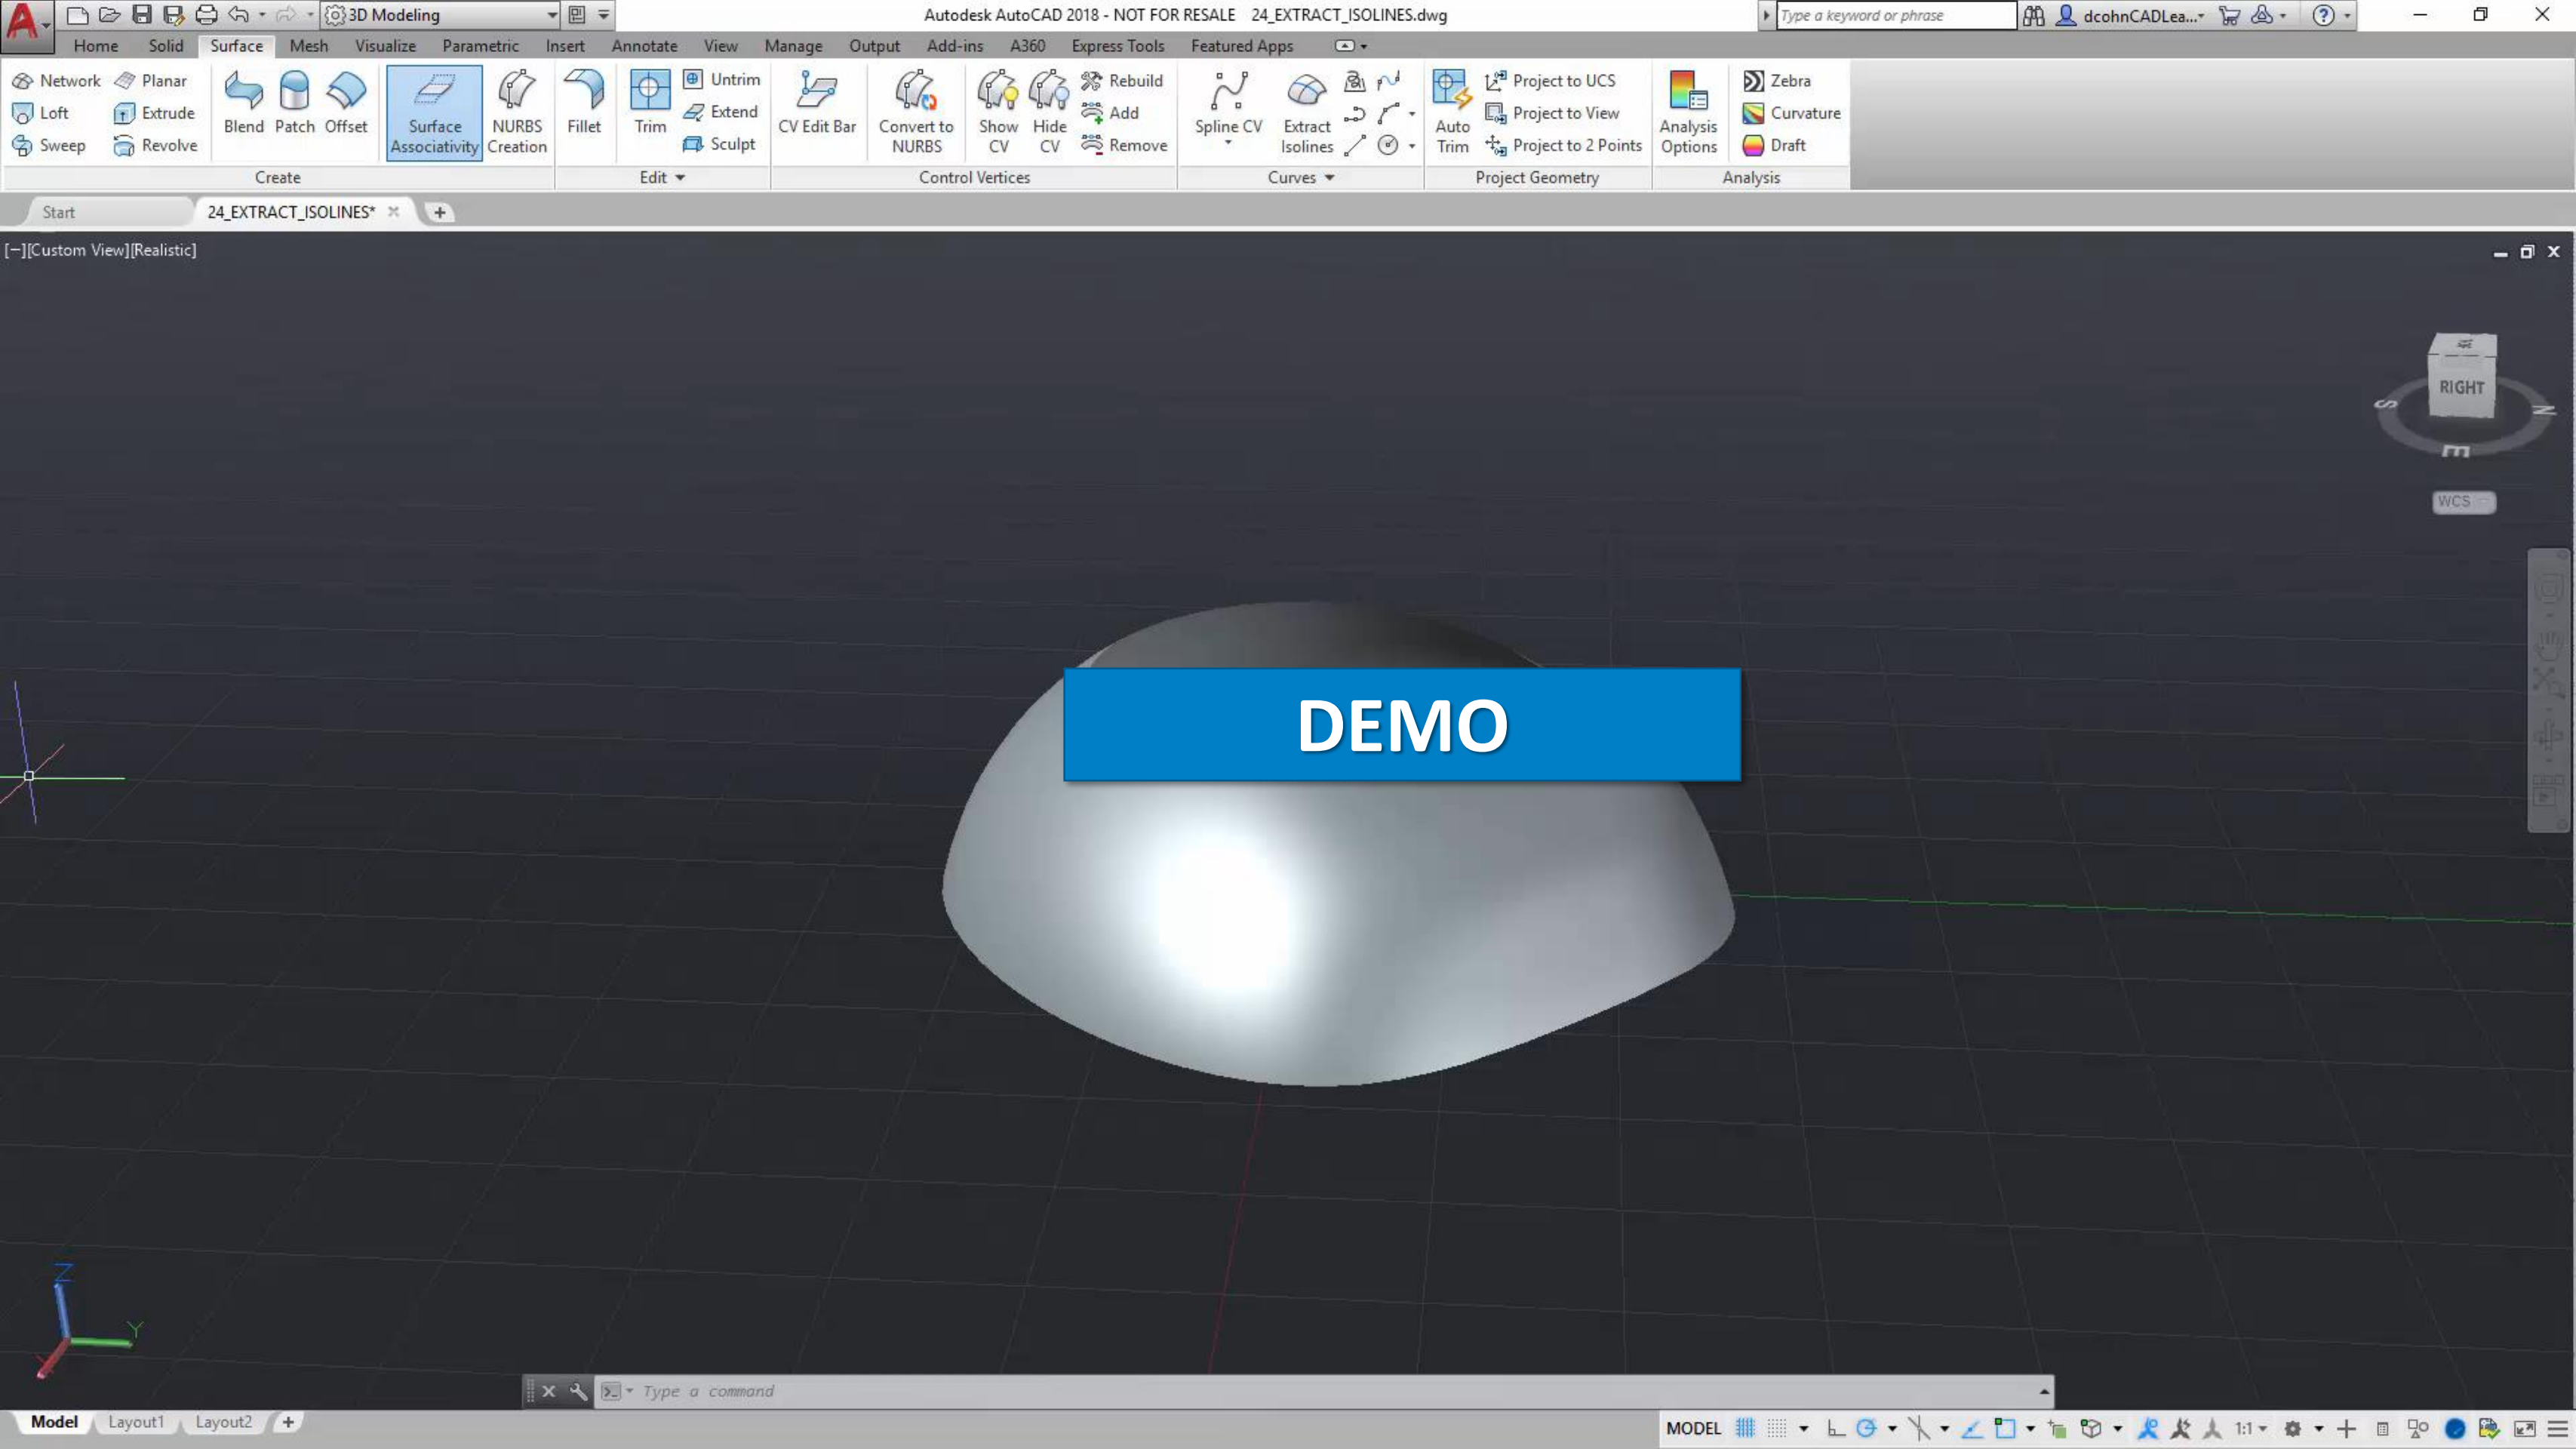 3D Modeling
Autodesk AutoCAD 2018 - NOT FOR RESALE 24_EXTRACT_ISOLINES.dwg
Type a keyword or phrase
dcohnCADLea...
Home Solid Surface Mesh Visualize Parametric Insert Annotate View Manage Output Add-ins A360 Express Tools Featured Apps
Network Planar
Loft Extrude
Sweep Revolve
Blend Patch Offset
Surface Associativity
NURBS Creation
Create
Fillet Trim
Untrim
Extend
Sculpt
Edit
CV Edit Bar
Convert to NURBS
Show CV
Hide CV
Rebuild
Add
Remove
Control Vertices
Spline CV
Extract Isolines
Curves
Auto Trim
Project to UCS
Project to View
Project to 2 Points
Project Geometry
Analysis Options
Zebra
Curvature
Draft
Analysis
Start 24_EXTRACT_ISOLINES*
[−][Custom View][Realistic]
RIGHT
S
N
E
WCS
DEMO
Z
Y
X
Type a command
Model Layout1 Layout2
MODEL
1:1